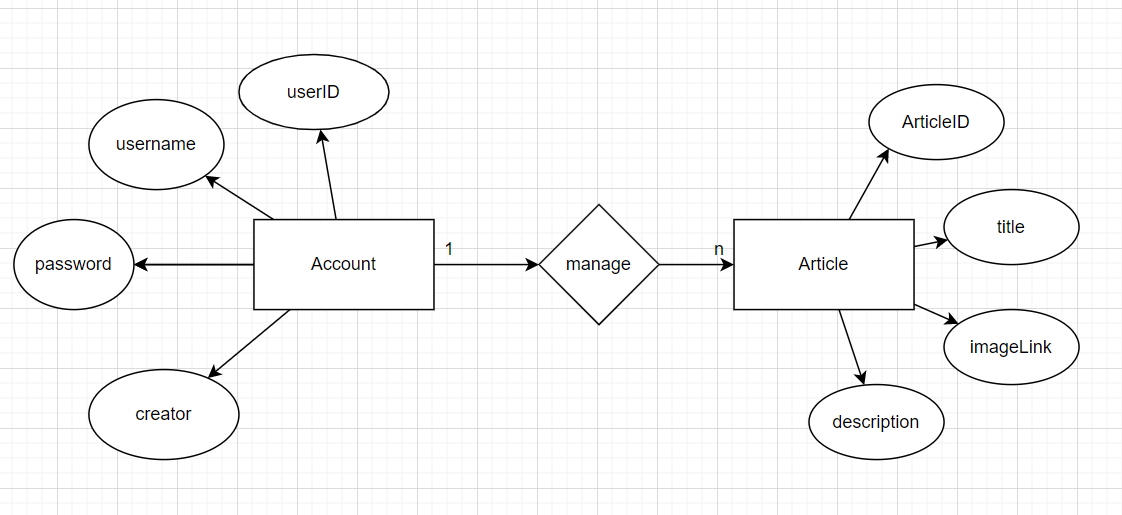 userID
username
password
Account
creator
1
manage
n
Article
ArticleID
title
imageLink
description